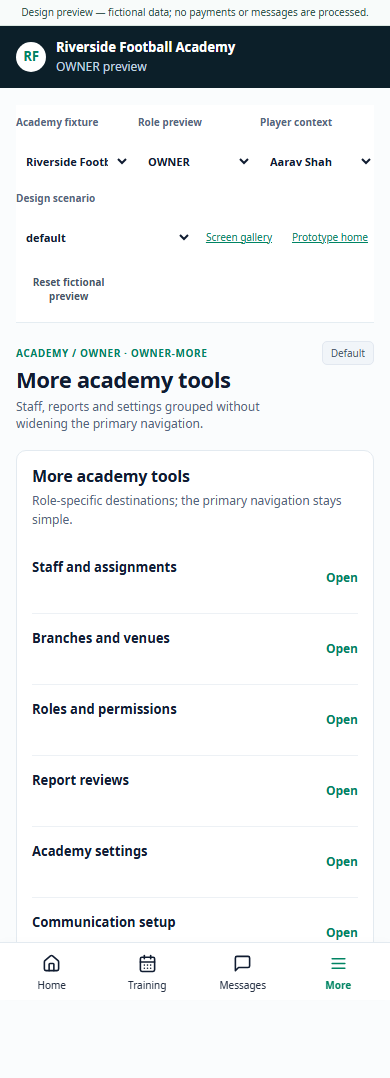 Design preview — fictional data; no payments or messages are processed.
RF
Riverside Football Academy
OWNER preview
Academy fixture
Role preview
Player context
Riverside Footb
OWNER
Aarav Shah
Design scenario
default
Screen gallery
Prototype home
Reset fictional
preview
ACADEMY / OWNER · OWNER-MORE
Default
More academy tools
Staff, reports and settings grouped without
widening the primary navigation.
More academy tools
Role-specific destinations; the primary navigation stays
simple.
Staff and assignments
Open
Branches and venues
Open
Roles and permissions
Open
Report reviews
Open
Academy settings
Open
Communication setup
Open
Home
Training
Messages
More